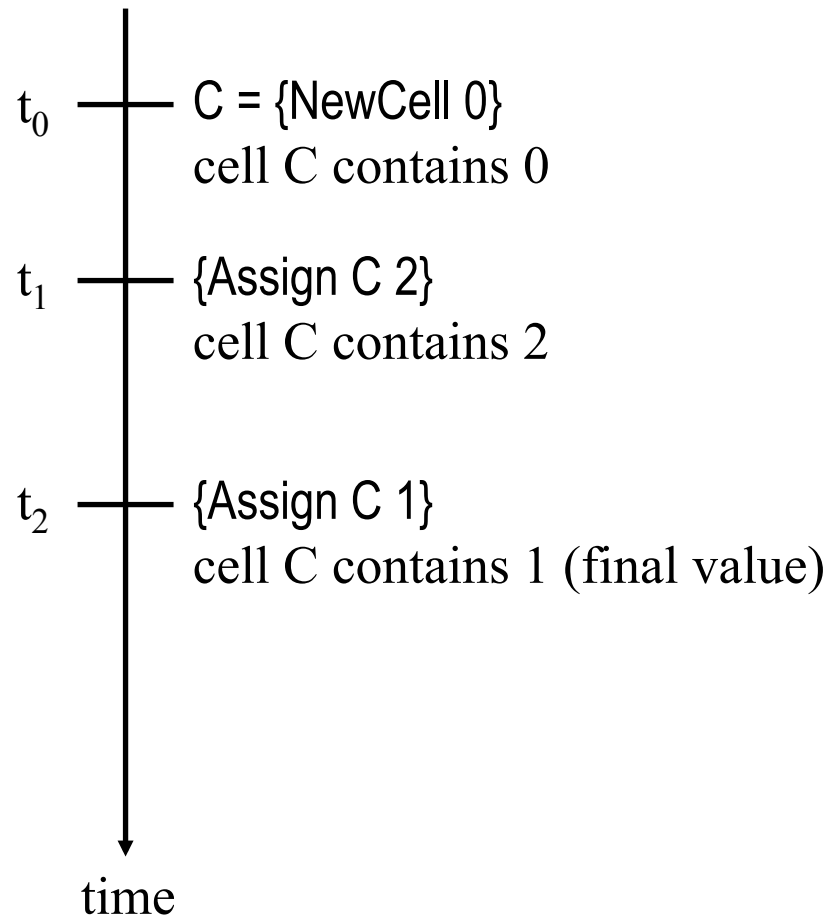 t₀ C = {NewCell 0}
cell C contains 0
t₁ {Assign C 2}
cell C contains 2
t₂ {Assign C 1}
cell C contains 1 (final value)
time